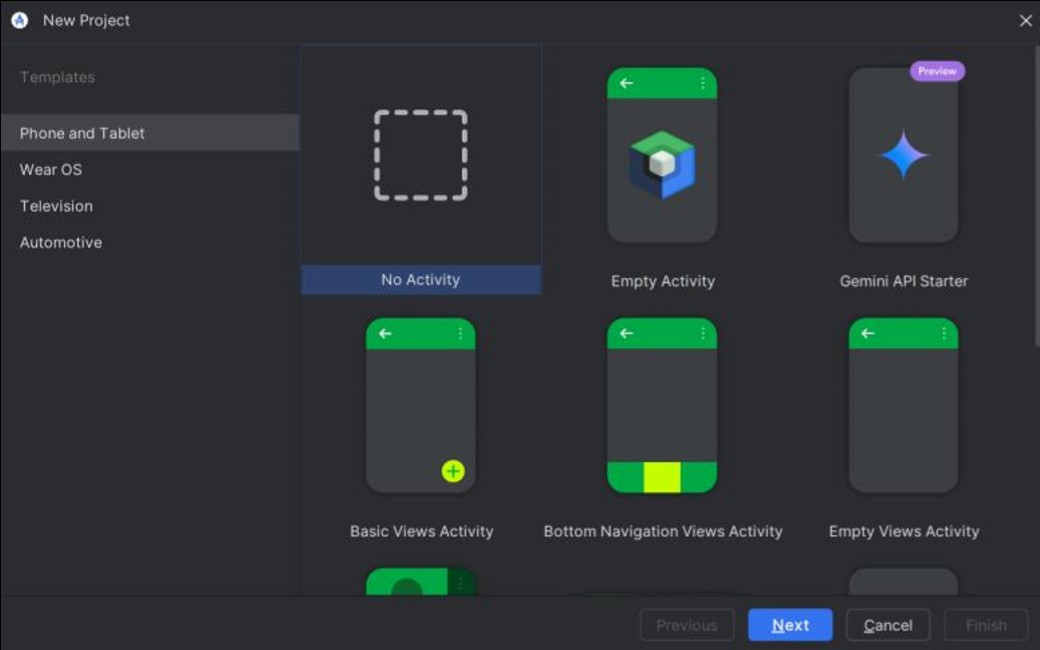 New Project
Templates
Phone and Tablet
Wear OS
Television
Automotive
Preview
No Activity
Empty Activity
Gemini API Starter
Basic Views Activity
Bottom Navigation Views Activity
Empty Views Activity
Previous
Next
Cancel
Finish